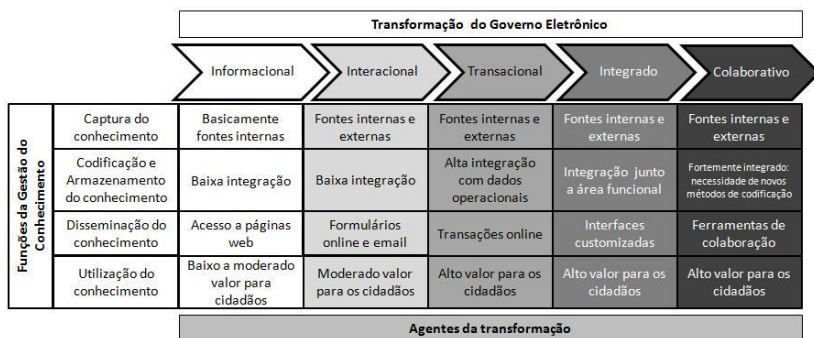 Transformação do Governo Eletrônico
Informacional
Interacional
Transacional
Integrado
Colaborativo
Funções da Gestão do
Conhecimento
Captura do
conhecimento
Basicamente
fontes internas
Fontes internas e
externas
Fontes internas e
externas
Fontes internas e
externas
Fontes internas e
externas
Codificação e
Armazenamento
do conhecimento
Baixa integração
Baixa integração
Alta integração
com dados
operacionais
Integração junto
a área funcional
Fortemente integrado:
necessidade de novos
métodos de codificação
Disseminação do
conhecimento
Acesso a páginas
web
Formulários
online e email
Transações online
Interfaces
customizadas
Ferramentas de
colaboração
Utilização do
conhecimento
Baixo a moderado
valor para
cidadãos
Moderado valor
para os cidadãos
Alto valor para os
cidadãos
Alto valor para os
cidadãos
Alto valor para os
cidadãos
Agentes da transformação